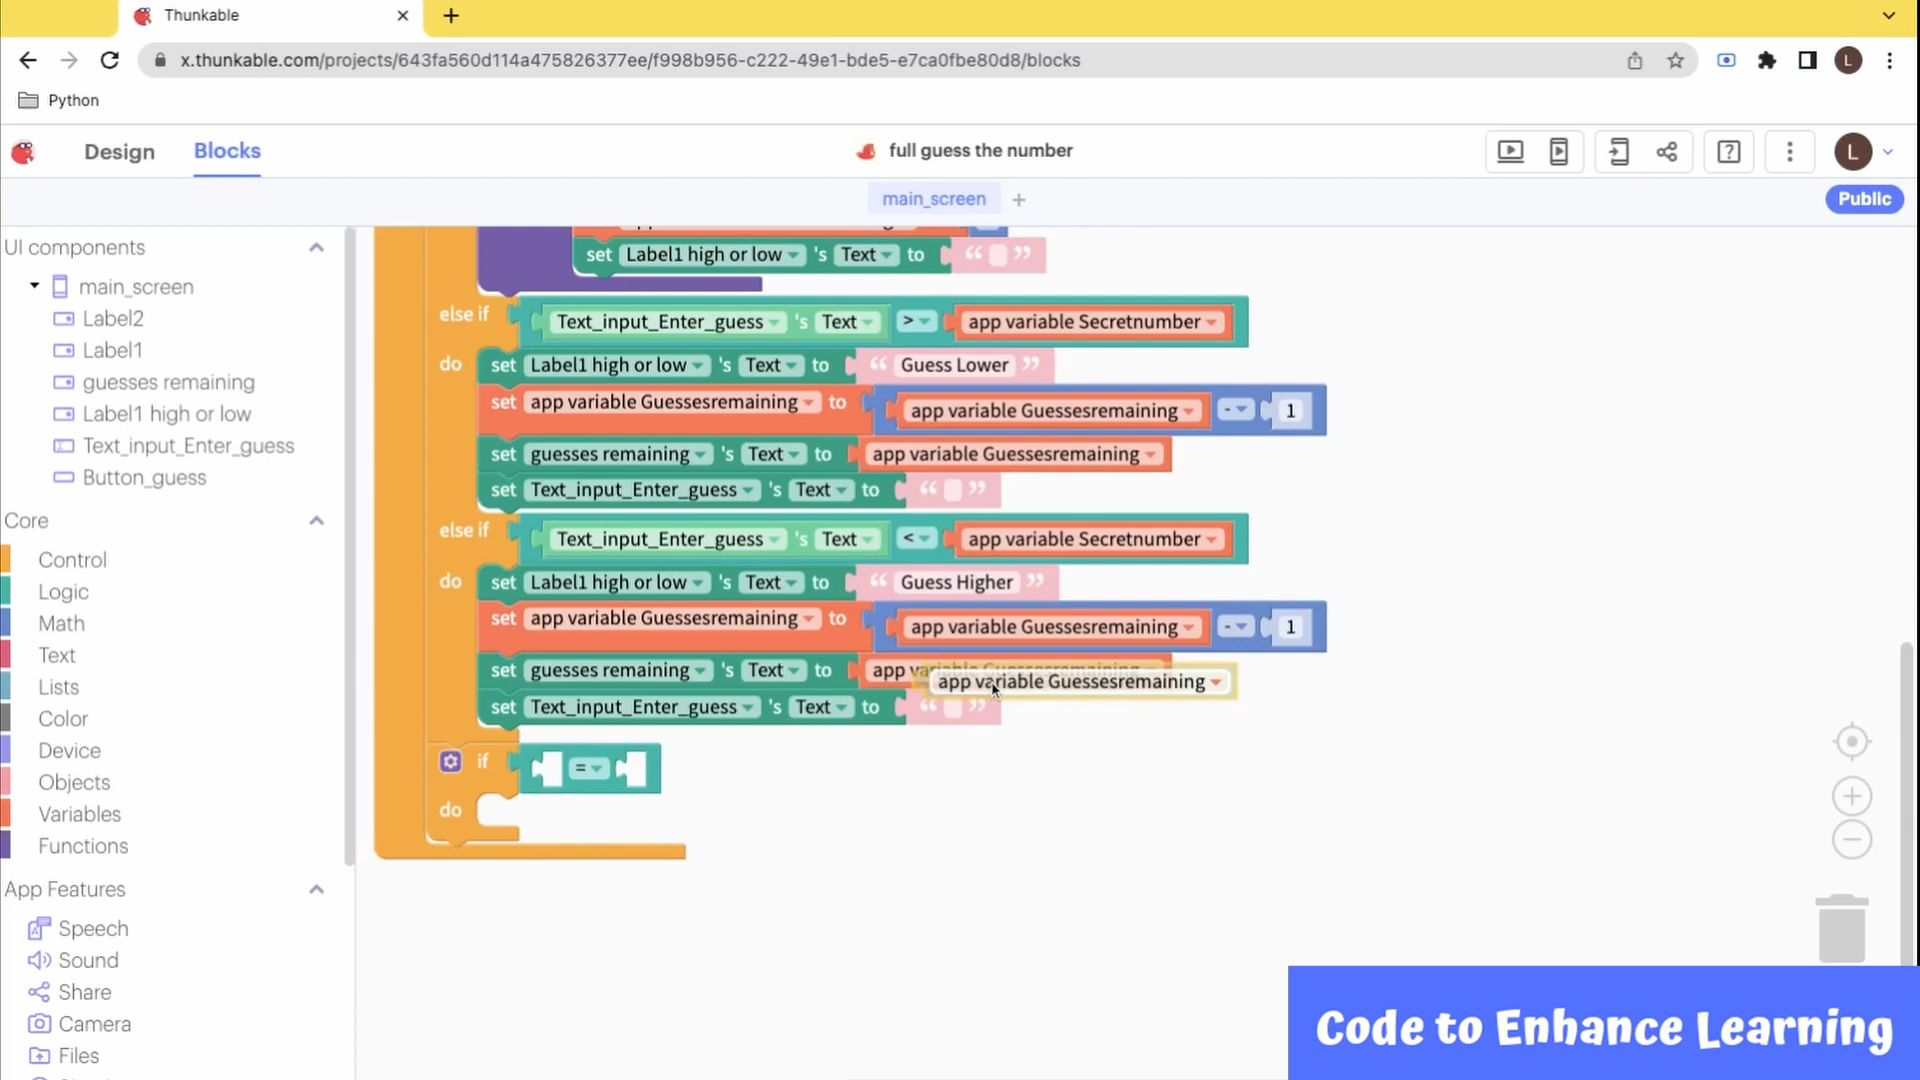 Thunkable
x.thunkable.com/projects/643fa560d114a475826377ee/f998b956-c222-49e1-bde5-e7ca0fbe80d8/blocks
L
Python
Design
Blocks
full guess the number
L
main_screen
Public
UI components
main_screen
Label2
Label1
guesses remaining
Label1 high or low
Text_input_Enter_guess
Button_guess
Core
Control
Logic
Math
Text
Lists
Color
Device
Objects
Variables
Functions
App Features
Speech
Sound
Share
Camera
Files
set Label1 high or low 's Text to “ ”
else if Text_input_Enter_guess 's Text > app variable Secretnumber
do set Label1 high or low 's Text to “ Guess Lower ”
set app variable Guessesremaining to app variable Guessesremaining - 1
set guesses remaining 's Text to app variable Guessesremaining
set Text_input_Enter_guess 's Text to “ ”
else if Text_input_Enter_guess 's Text < app variable Secretnumber
do set Label1 high or low 's Text to “ Guess Higher ”
set app variable Guessesremaining to app variable Guessesremaining - 1
set guesses remaining 's Text to app variable Guessesremaining
app variable Guessesremaining
set Text_input_Enter_guess 's Text to “ ”
if =
do
Code to Enhance Learning